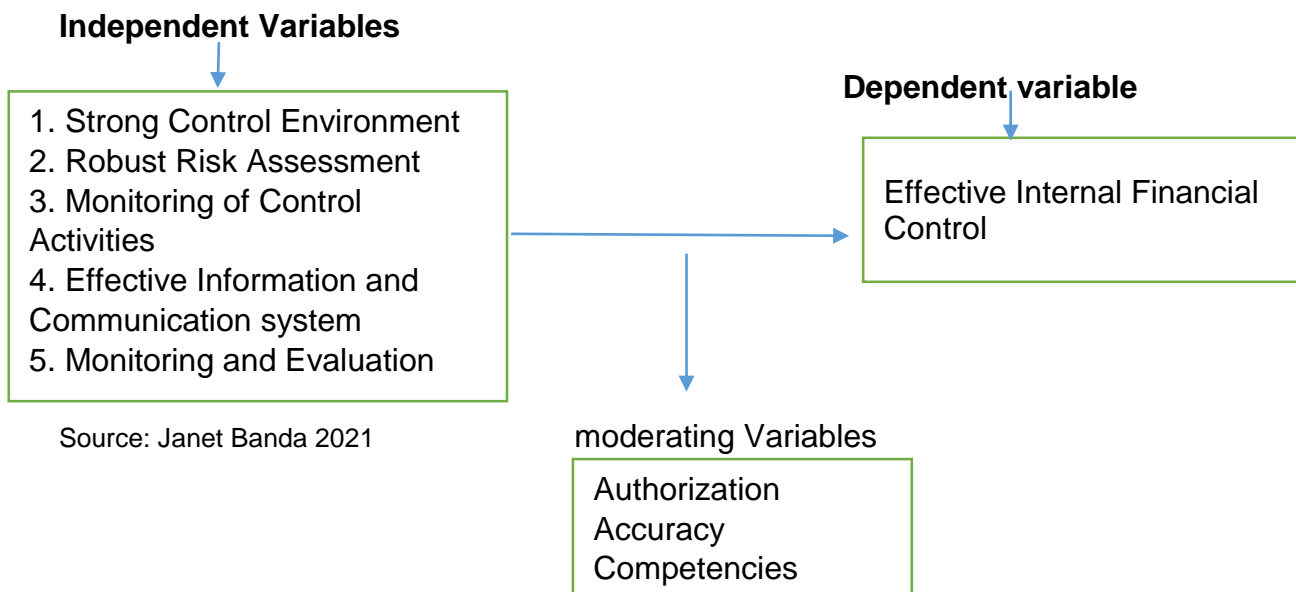 Independent Variables
1. Strong Control Environment
2. Robust Risk Assessment
3. Monitoring of Control
Activities
4. Effective Information and
Communication system
5. Monitoring and Evaluation
Source: Janet Banda 2021
Dependent variable
Effective Internal Financial
Control
moderating Variables
Authorization
Accuracy
Competencies